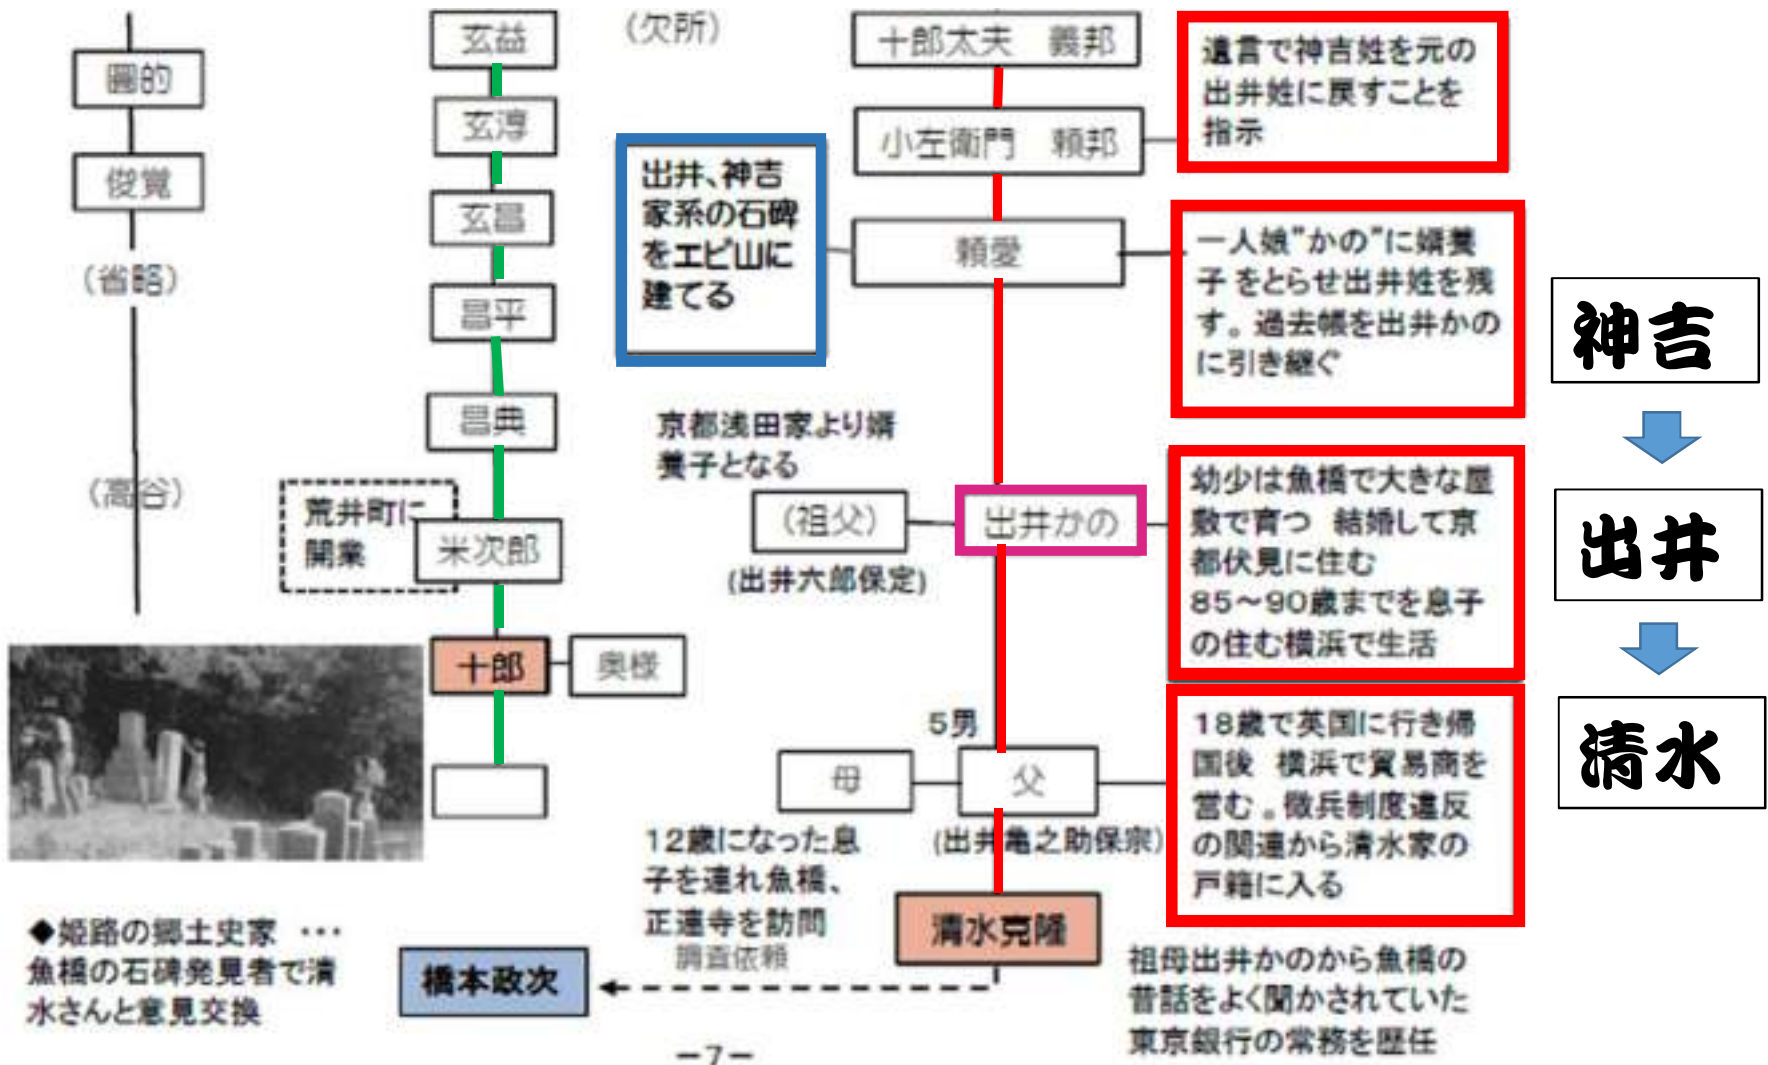 圓的
俊覚
（省略）
（高谷）
玄益
玄淳
玄昌
昌平
昌典
荒井町に
開業
米次郎
十郎
奥様
（欠所）
出井、神吉
家系の石碑
をエビ山に
建てる
十郎太夫　義邦
小左衛門　頼邦
頼愛
遺言で神吉姓を元の
出井姓に戻すことを
指示
一人娘”かの”に婿養
子をとらせ出井姓を残
す。過去帳を出井かの
に引き継ぐ
京都浅田家より婿
養子となる
（祖父）
(出井六郎保定)
出井かの
幼少は魚橋で大きな屋
敷で育つ　結婚して京
都伏見に住む
85～90歳までを息子
の住む横浜で生活
5男
母
父
(出井亀之助保宗)
18歳で英国に行き帰
国後　横浜で貿易商を
営む。徴兵制度違反
の関連から清水家の
戸籍に入る
12歳になった息
子を連れ魚橋、
正連寺を訪問
調査依頼
清水克隆
橋本政次
祖母出井かのから魚橋の
昔話をよく聞かされていた
東京銀行の常務を歴任
◆姫路の郷土史家　…
魚橋の石碑発見者で清
水さんと意見交換
神吉
出井
清水
－7－